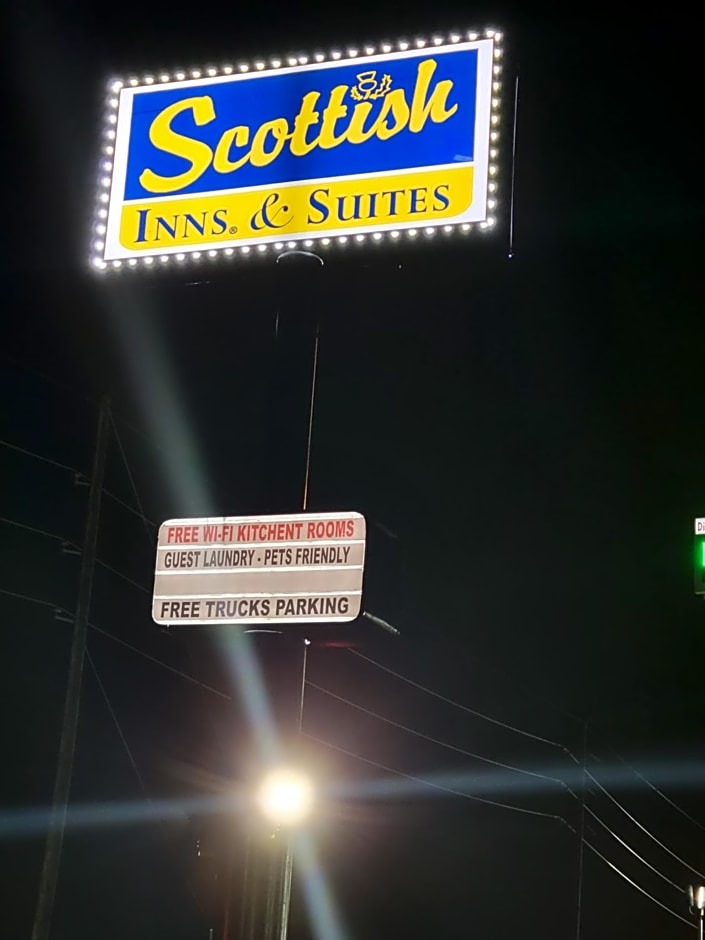 Scottish
INNS® & SUITES
FREE WI-FI KITCHENT ROOMS
GUEST LAUNDRY - PETS FRIENDLY
FREE TRUCKS PARKING